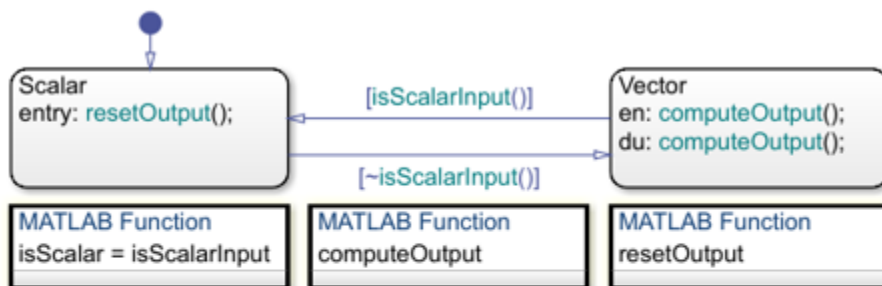 Scalar
entry: resetOutput();
[isScalarInput()]
[~isScalarInput()]
Vector
en: computeOutput();
du: computeOutput();
MATLAB Function
isScalar = isScalarInput
MATLAB Function
computeOutput
MATLAB Function
resetOutput